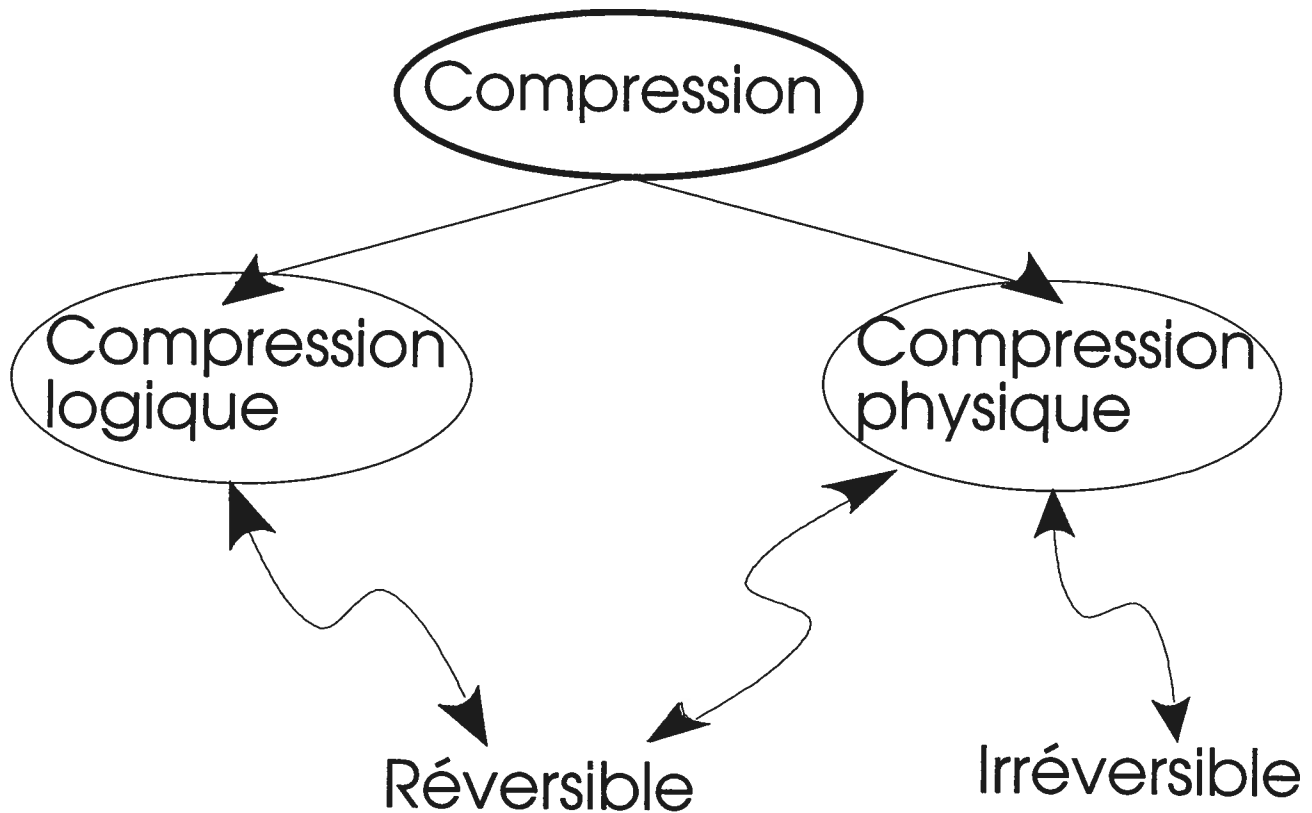 Compression
Compression
logique
Compression
physique
Réversible
Irréversible